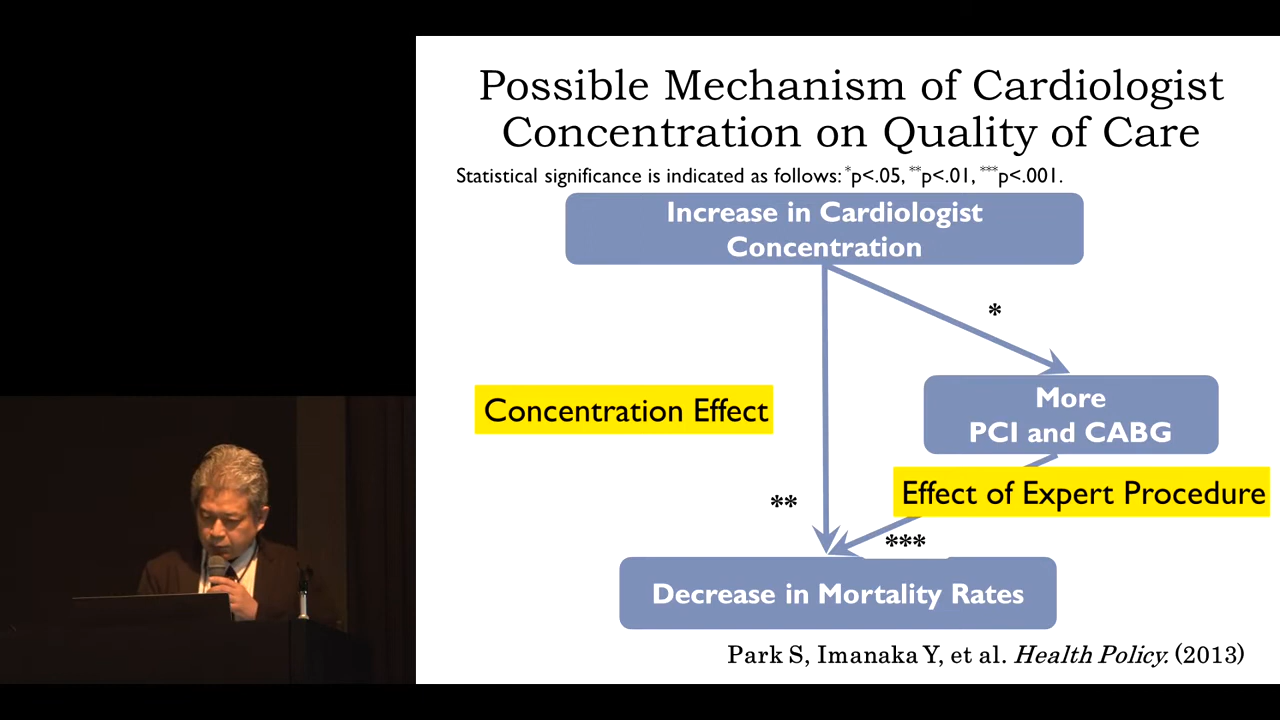 Possible Mechanism of Cardiologist
Concentration on Quality of Care
Statistical significance is indicated as follows: *p<.05, **p<.01, ***p<.001.
Increase in Cardiologist
Concentration
*
More
PCI and CABG
Concentration Effect
Effect of Expert Procedure
**
***
Decrease in Mortality Rates
Park S, Imanaka Y, et al. Health Policy. (2013)